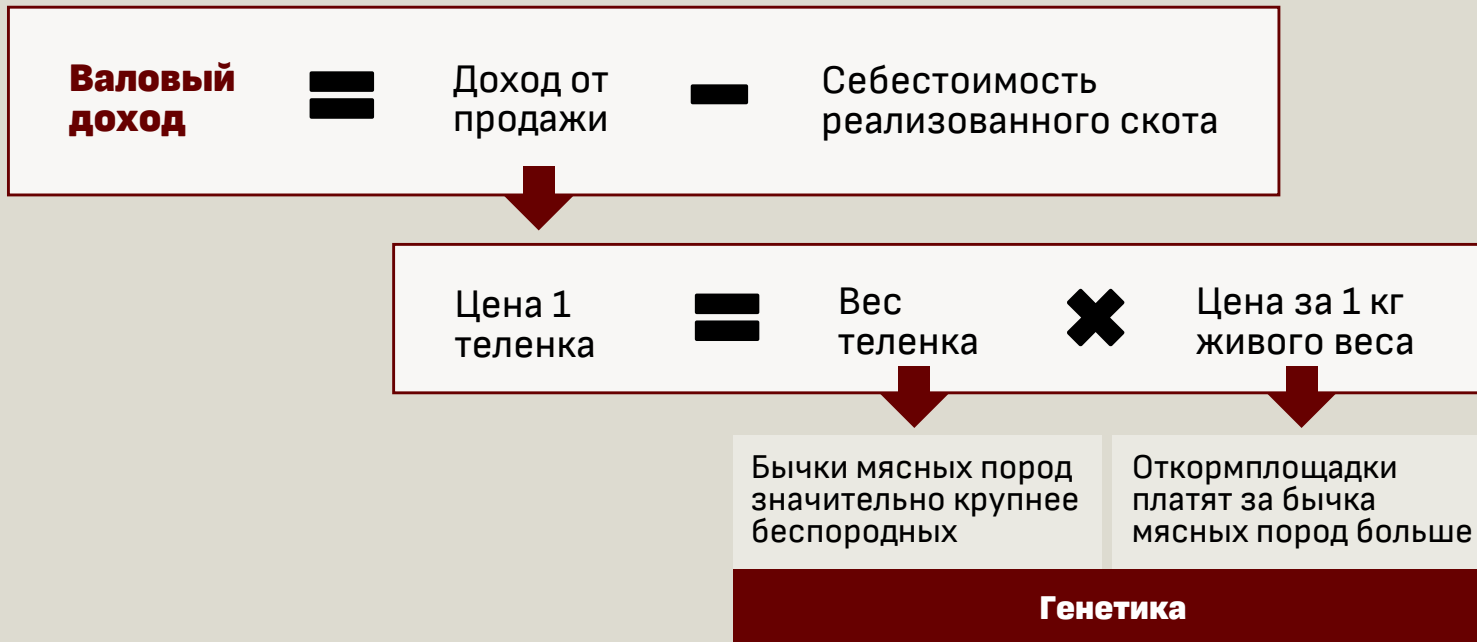 Валовый
доход
Доход от
продажи
Себестоимость
реализованного скота
Цена 1
теленка
Вес
теленка
Цена за 1 кг
живого веса
Бычки мясных пород
значительно крупнее
беспородных
Откормплощадки
платят за бычка
мясных пород больше
Генетика